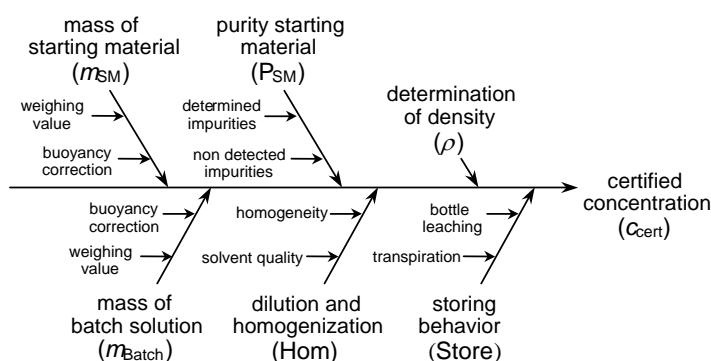 mass of
starting material
(mSM)
purity starting
material
(PSM)
weighing
value
buoyancy
correction
determined
impurities
non detected
impurities
determination
of density
(ρ)
certified
concentration
(ccert)
buoyancy
correction
weighing
value
homogeneity
solvent quality
bottle
leaching
transpiration
mass of
batch solution
(mBatch)
dilution and
homogenization
(Hom)
storing
behavior
(Store)